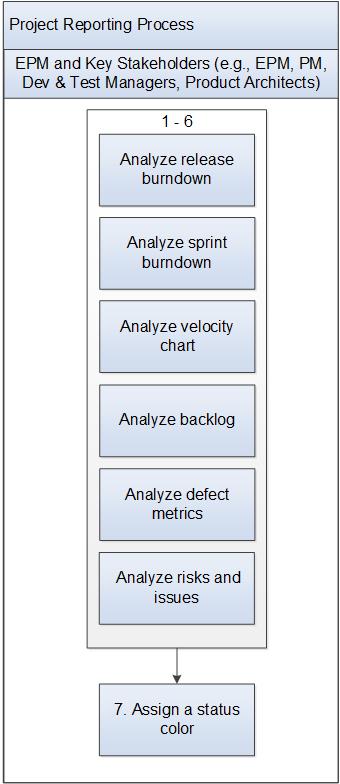 Project Reporting Process
EPM and Key Stakeholders (e.g., EPM, PM,
Dev & Test Managers, Product Architects)
1 - 6
Analyze release
burndown
Analyze sprint
burndown
Analyze velocity
chart
Analyze backlog
Analyze defect
metrics
Analyze risks and
issues
7. Assign a status
color